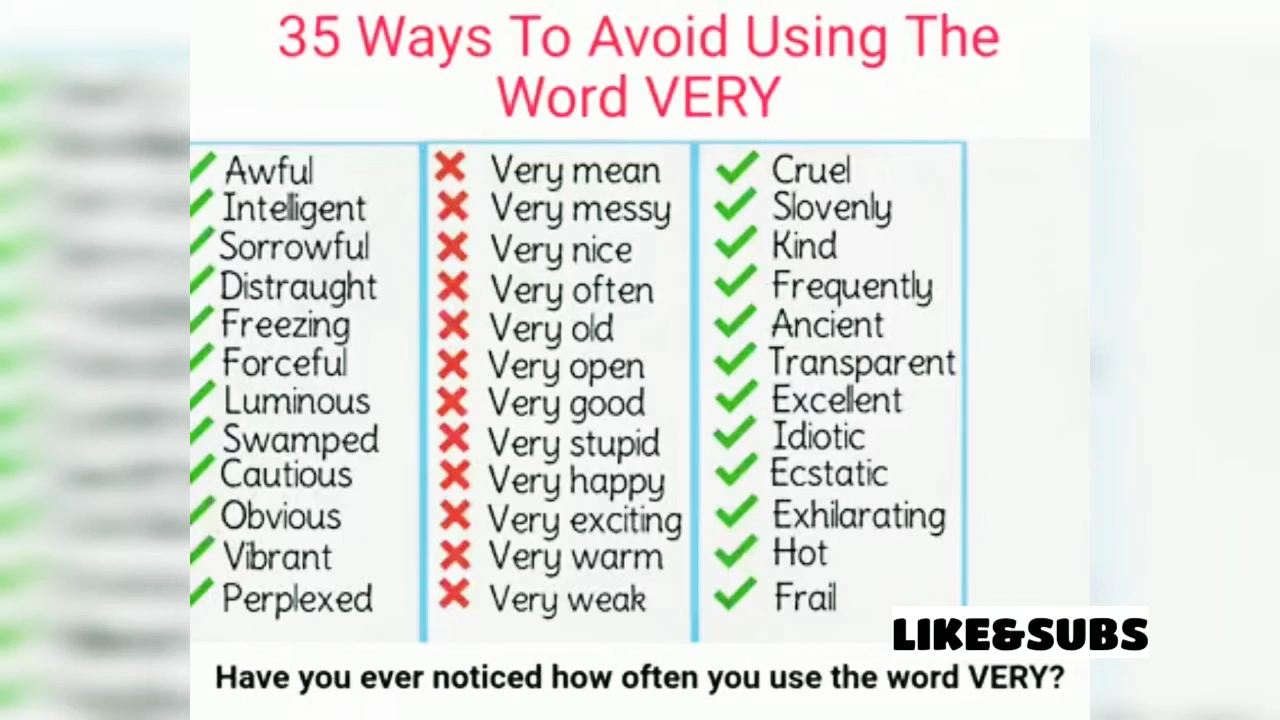 35 Ways To Avoid Using The
Word VERY
Awful Very mean Cruel
Intelligent Very messy Slovenly
Sorrowful Very nice Kind
Distraught Very often Frequently
Freezing Very old Ancient
Forceful Very open Transparent
Luminous Very good Excellent
Swamped Very stupid Idiotic
Cautious Very happy Ecstatic
Obvious Very exciting Exhilarating
Vibrant Very warm Hot
Perplexed Very weak Frail
LIKE&SUBS
Have you ever noticed how often you use the word VERY?